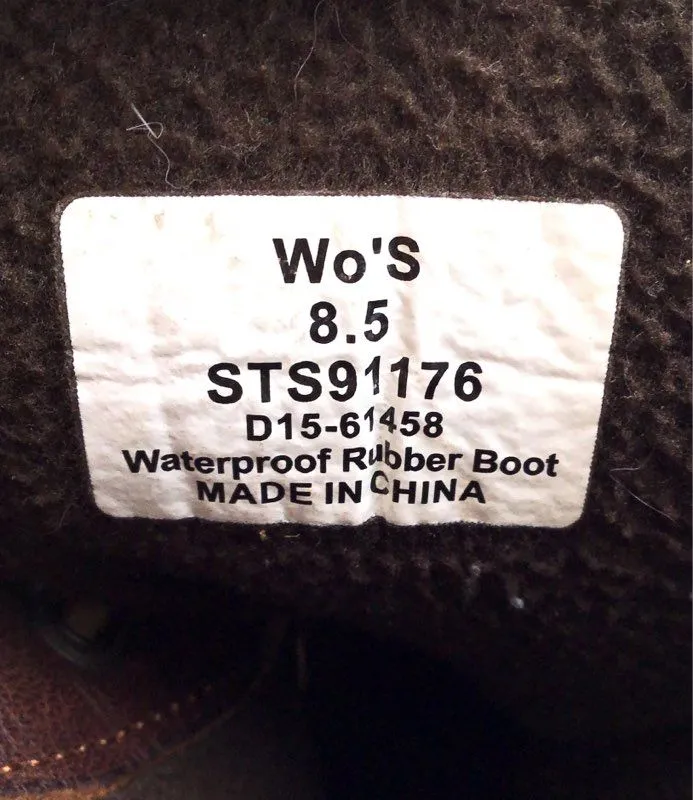 Wo'S
8.5
STS91176
D15-61458
Waterproof Rubber Boot
MADE IN CHINA